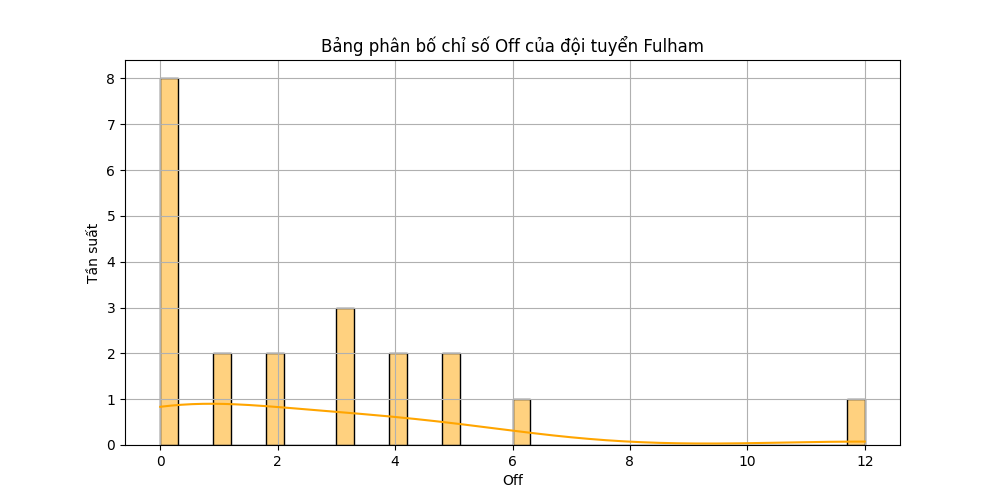 Bảng phân bố chỉ số Off của đội tuyển Fulham
8
7
6
5
4
3
2
1
0
Tần suất
0 2 4 6 8 10 12
Off